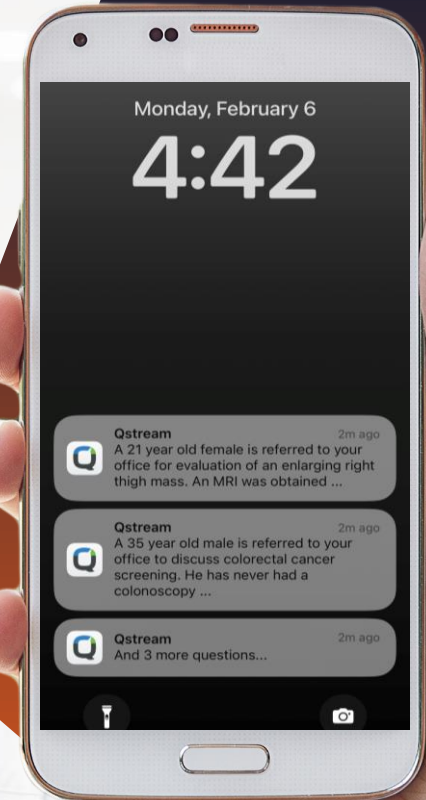 Monday, February 6
4:42
Qstream 2m ago
A 21 year old female is referred to your
office for evaluation of an enlarging right
thigh mass. An MRI was obtained ...
Qstream 2m ago
A 35 year old male is referred to your
office to discuss colorectal cancer
screening. He has never had a
colonoscopy ...
Qstream 2m ago
And 3 more questions...